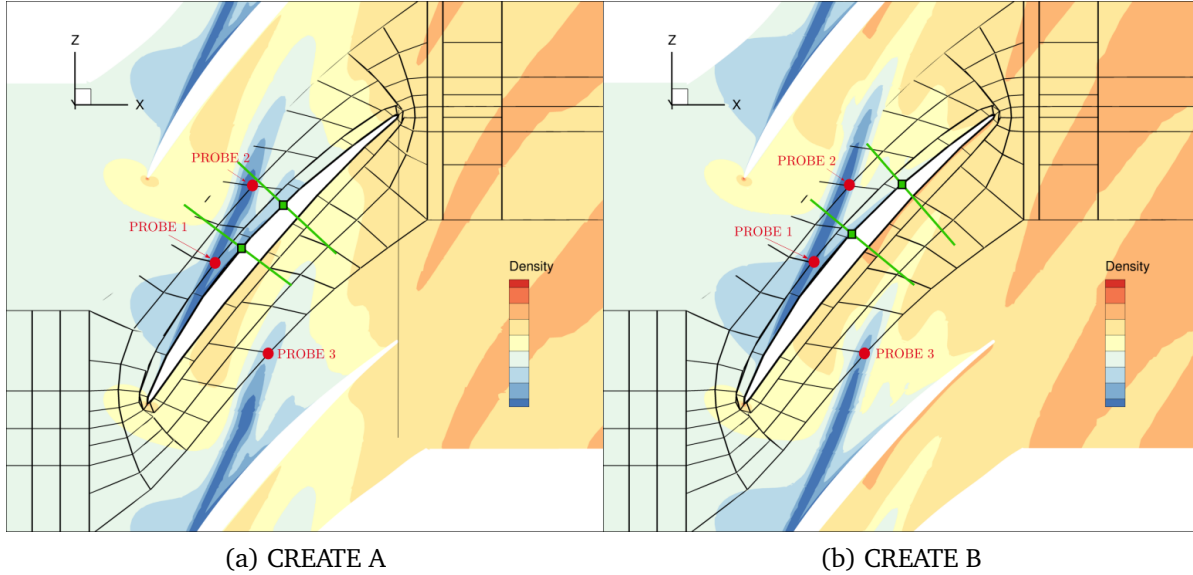 Z
Y
X
PROBE 2
PROBE 1
PROBE 3
Density
(a) CREATE A
Z
Y
X
PROBE 2
PROBE 1
PROBE 3
Density
(b) CREATE B